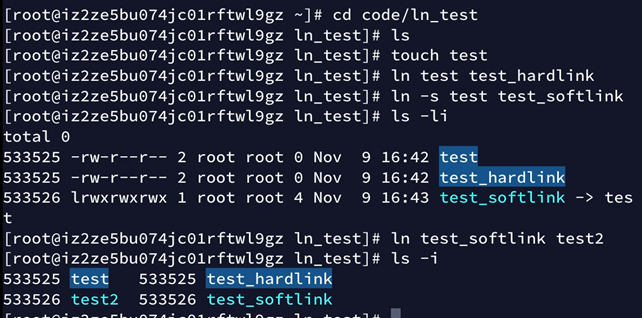 [root@iz2ze5bu074jc01rftwl9gz ~]# cd code/ln_test
[root@iz2ze5bu074jc01rftwl9gz ln_test]# ls
[root@iz2ze5bu074jc01rftwl9gz ln_test]# touch test
[root@iz2ze5bu074jc01rftwl9gz ln_test]# ln test test_hardlink
[root@iz2ze5bu074jc01rftwl9gz ln_test]# ln -s test test_softlink
[root@iz2ze5bu074jc01rftwl9gz ln_test]# ls -li
total 0
533525 -rw-r--r-- 2 root root 0 Nov  9 16:42 test
533525 -rw-r--r-- 2 root root 0 Nov  9 16:42 test_hardlink
533526 lrwxrwxrwx 1 root root 4 Nov  9 16:43 test_softlink -> tes
t
[root@iz2ze5bu074jc01rftwl9gz ln_test]# ln test_softlink test2
[root@iz2ze5bu074jc01rftwl9gz ln_test]# ls -i
533525 test   533525 test_hardlink
533526 test2  533526 test_softlink
[root@iz2ze5bu074jc01rftwl9gz ln_test]#